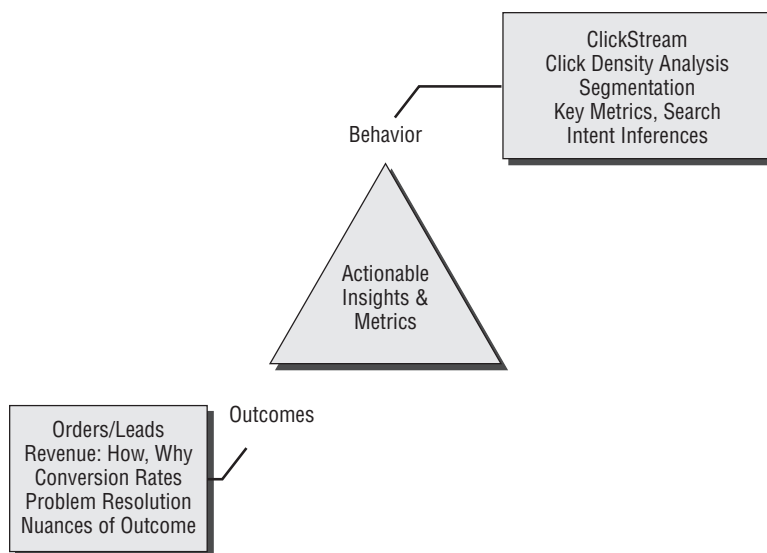 ClickStream
Click Density Analysis
Segmentation
Key Metrics, Search
Intent Inferences
Behavior
Actionable
Insights &
Metrics
Outcomes
Orders/Leads
Revenue: How, Why
Conversion Rates
Problem Resolution
Nuances of Outcome